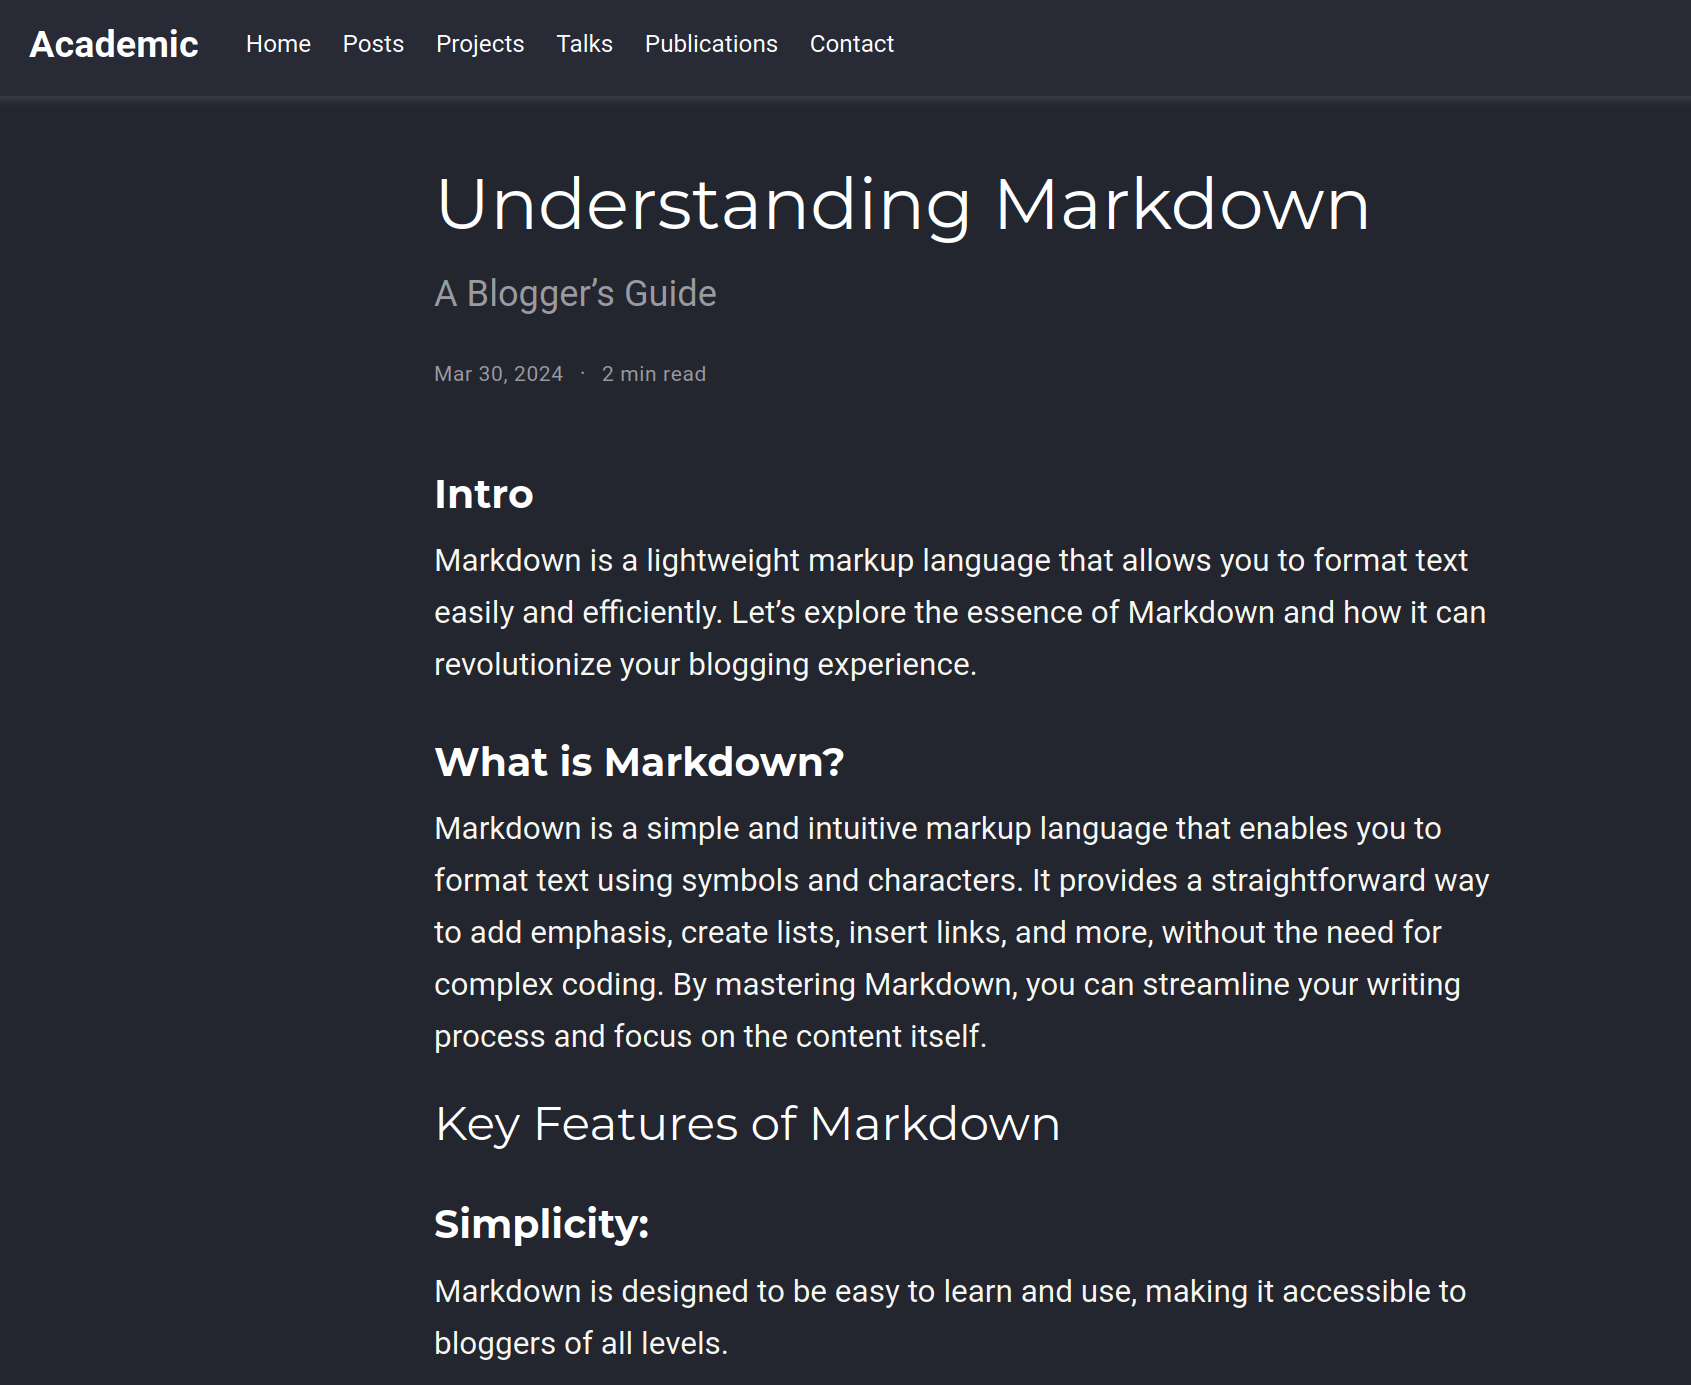 Academic Home Posts Projects Talks Publications Contact
Understanding Markdown
A Blogger’s Guide
Mar 30, 2024 · 2 min read
Intro
Markdown is a lightweight markup language that allows you to format text
easily and efficiently. Let’s explore the essence of Markdown and how it can
revolutionize your blogging experience.
What is Markdown?
Markdown is a simple and intuitive markup language that enables you to
format text using symbols and characters. It provides a straightforward way
to add emphasis, create lists, insert links, and more, without the need for
complex coding. By mastering Markdown, you can streamline your writing
process and focus on the content itself.
Key Features of Markdown
Simplicity:
Markdown is designed to be easy to learn and use, making it accessible to
bloggers of all levels.